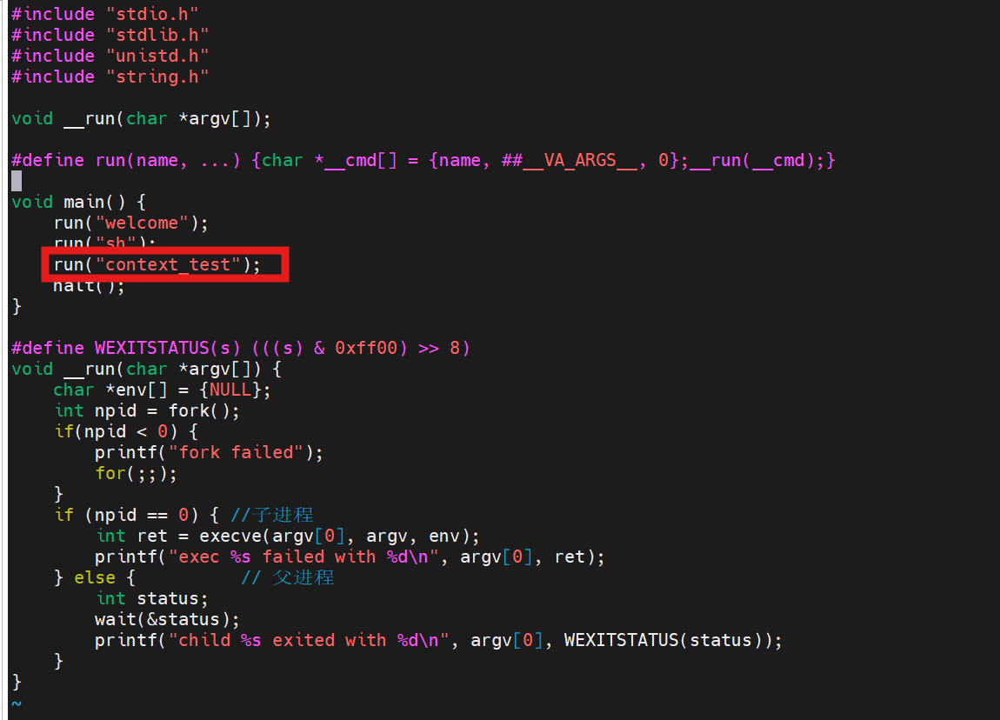 #include "stdio.h"
#include "stdlib.h"
#include "unistd.h"
#include "string.h"
void __run(char *argv[]);
#define run(name, ...) {char *__cmd[] = {name, ##__VA_ARGS__, 0};__run(__cmd);}
void main() {
run("welcome");
run("sh");
run("context_test");
halt();
}
#define WEXITSTATUS(s) (((s) & 0xff00) >> 8)
void __run(char *argv[]) {
char *env[] = {NULL};
int npid = fork();
if(npid < 0) {
printf("fork failed");
for(;;);
}
if (npid == 0) { //子进程
int ret = execve(argv[0], argv, env);
printf("exec %s failed with %d\n", argv[0], ret);
} else { // 父进程
int status;
wait(&status);
printf("child %s exited with %d\n", argv[0], WEXITSTATUS(status));
}
}
~